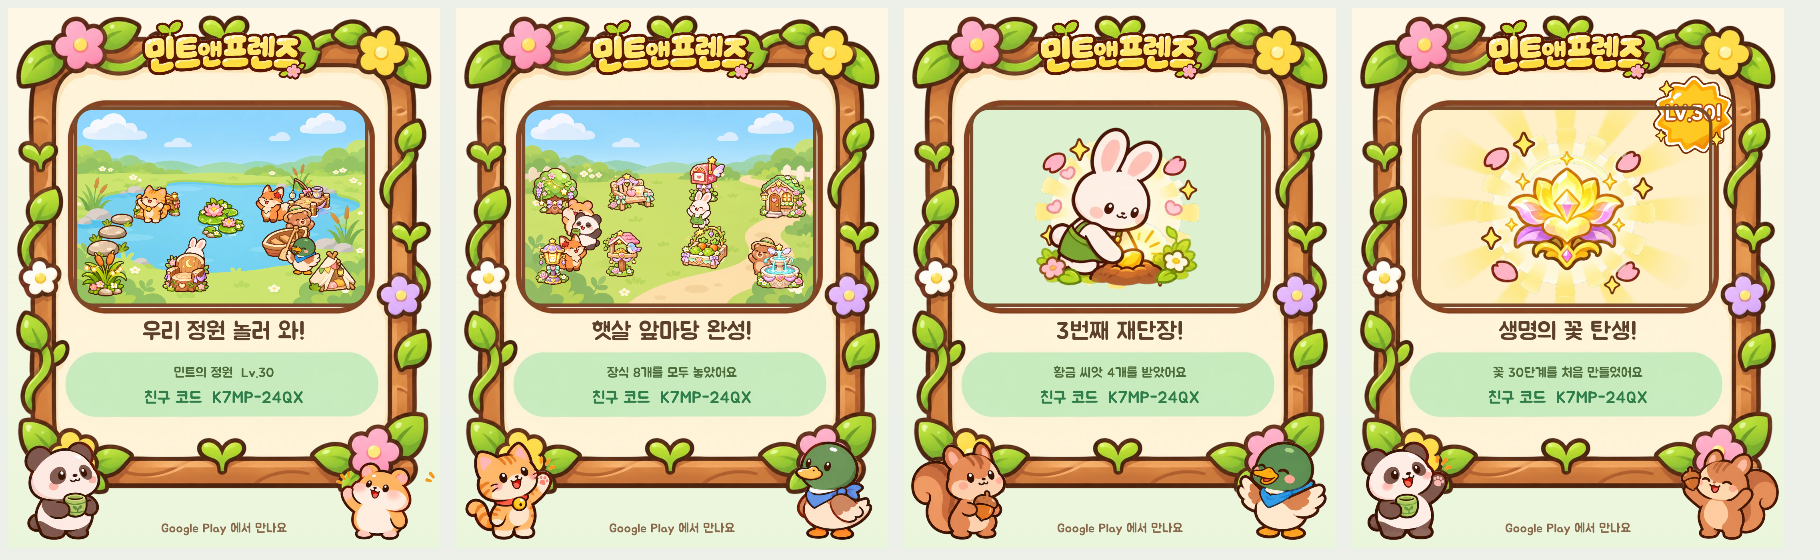 민트앤프렌즈
우리 정원 놀러 와!
민트의 정원 Lv.30
친구 코드 K7MP-24QX
Google Play 에서 만나요
민트앤프렌즈
햇살 앞마당 완성!
장식 8개를 모두 놓았어요
친구 코드 K7MP-24QX
민트앤프렌즈
3번째 재단장!
황금 씨앗 4개를 받았어요
친구 코드 K7MP-24QX
Google Play 에서 만나요
민트앤프렌즈
Lv.30!
생명의 꽃 탄생!
꽃 30단계를 처음 만들었어요
친구 코드 K7MP-24QX
Google Play 에서 만나요